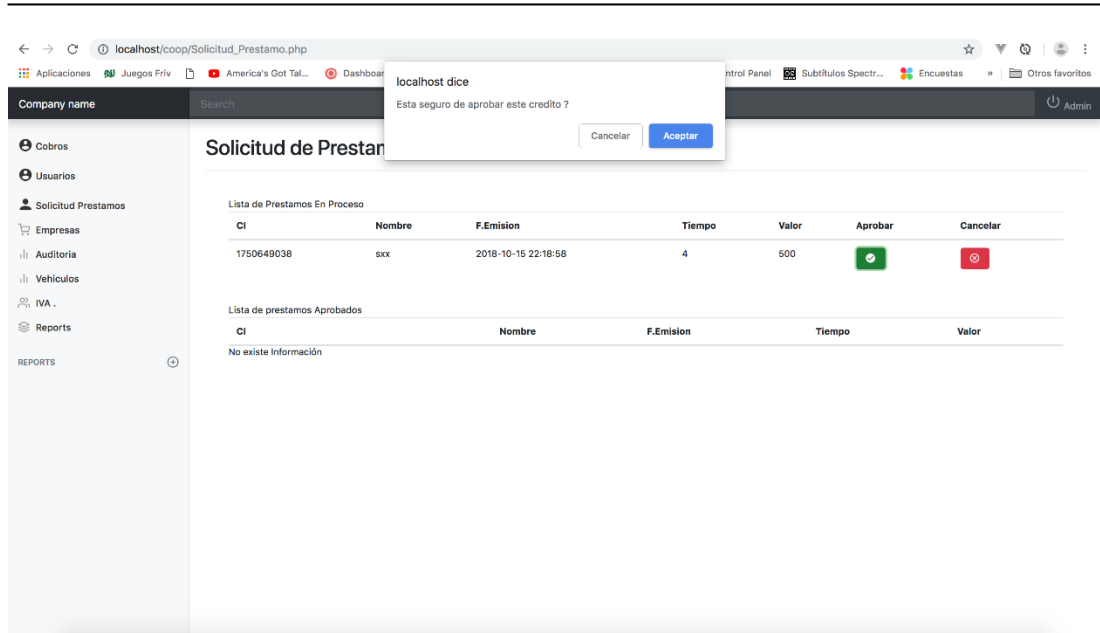 localhost/coop/Solicitud_Prestamo.php
Aplicaciones Juegos Friv America's Got Tal... Dashboar ntrol Panel Subtítulos Spectr... Encuestas » Otros favoritos
localhost dice
Esta seguro de aprobar este credito ?
Cancelar Aceptar
Company name Search Admin
Cobros
Usuarios
Solicitud Prestamos
Empresas
Auditoria
Vehiculos
IVA .
Reports
REPORTS
Solicitud de Prestan
Lista de Prestamos En Proceso
CI Nombre F.Emision Tiempo Valor Aprobar Cancelar
1750649038 sxx 2018-10-15 22:18:58 4 500
Lista de prestamos Aprobados
CI Nombre F.Emision Tiempo Valor
No existe Información